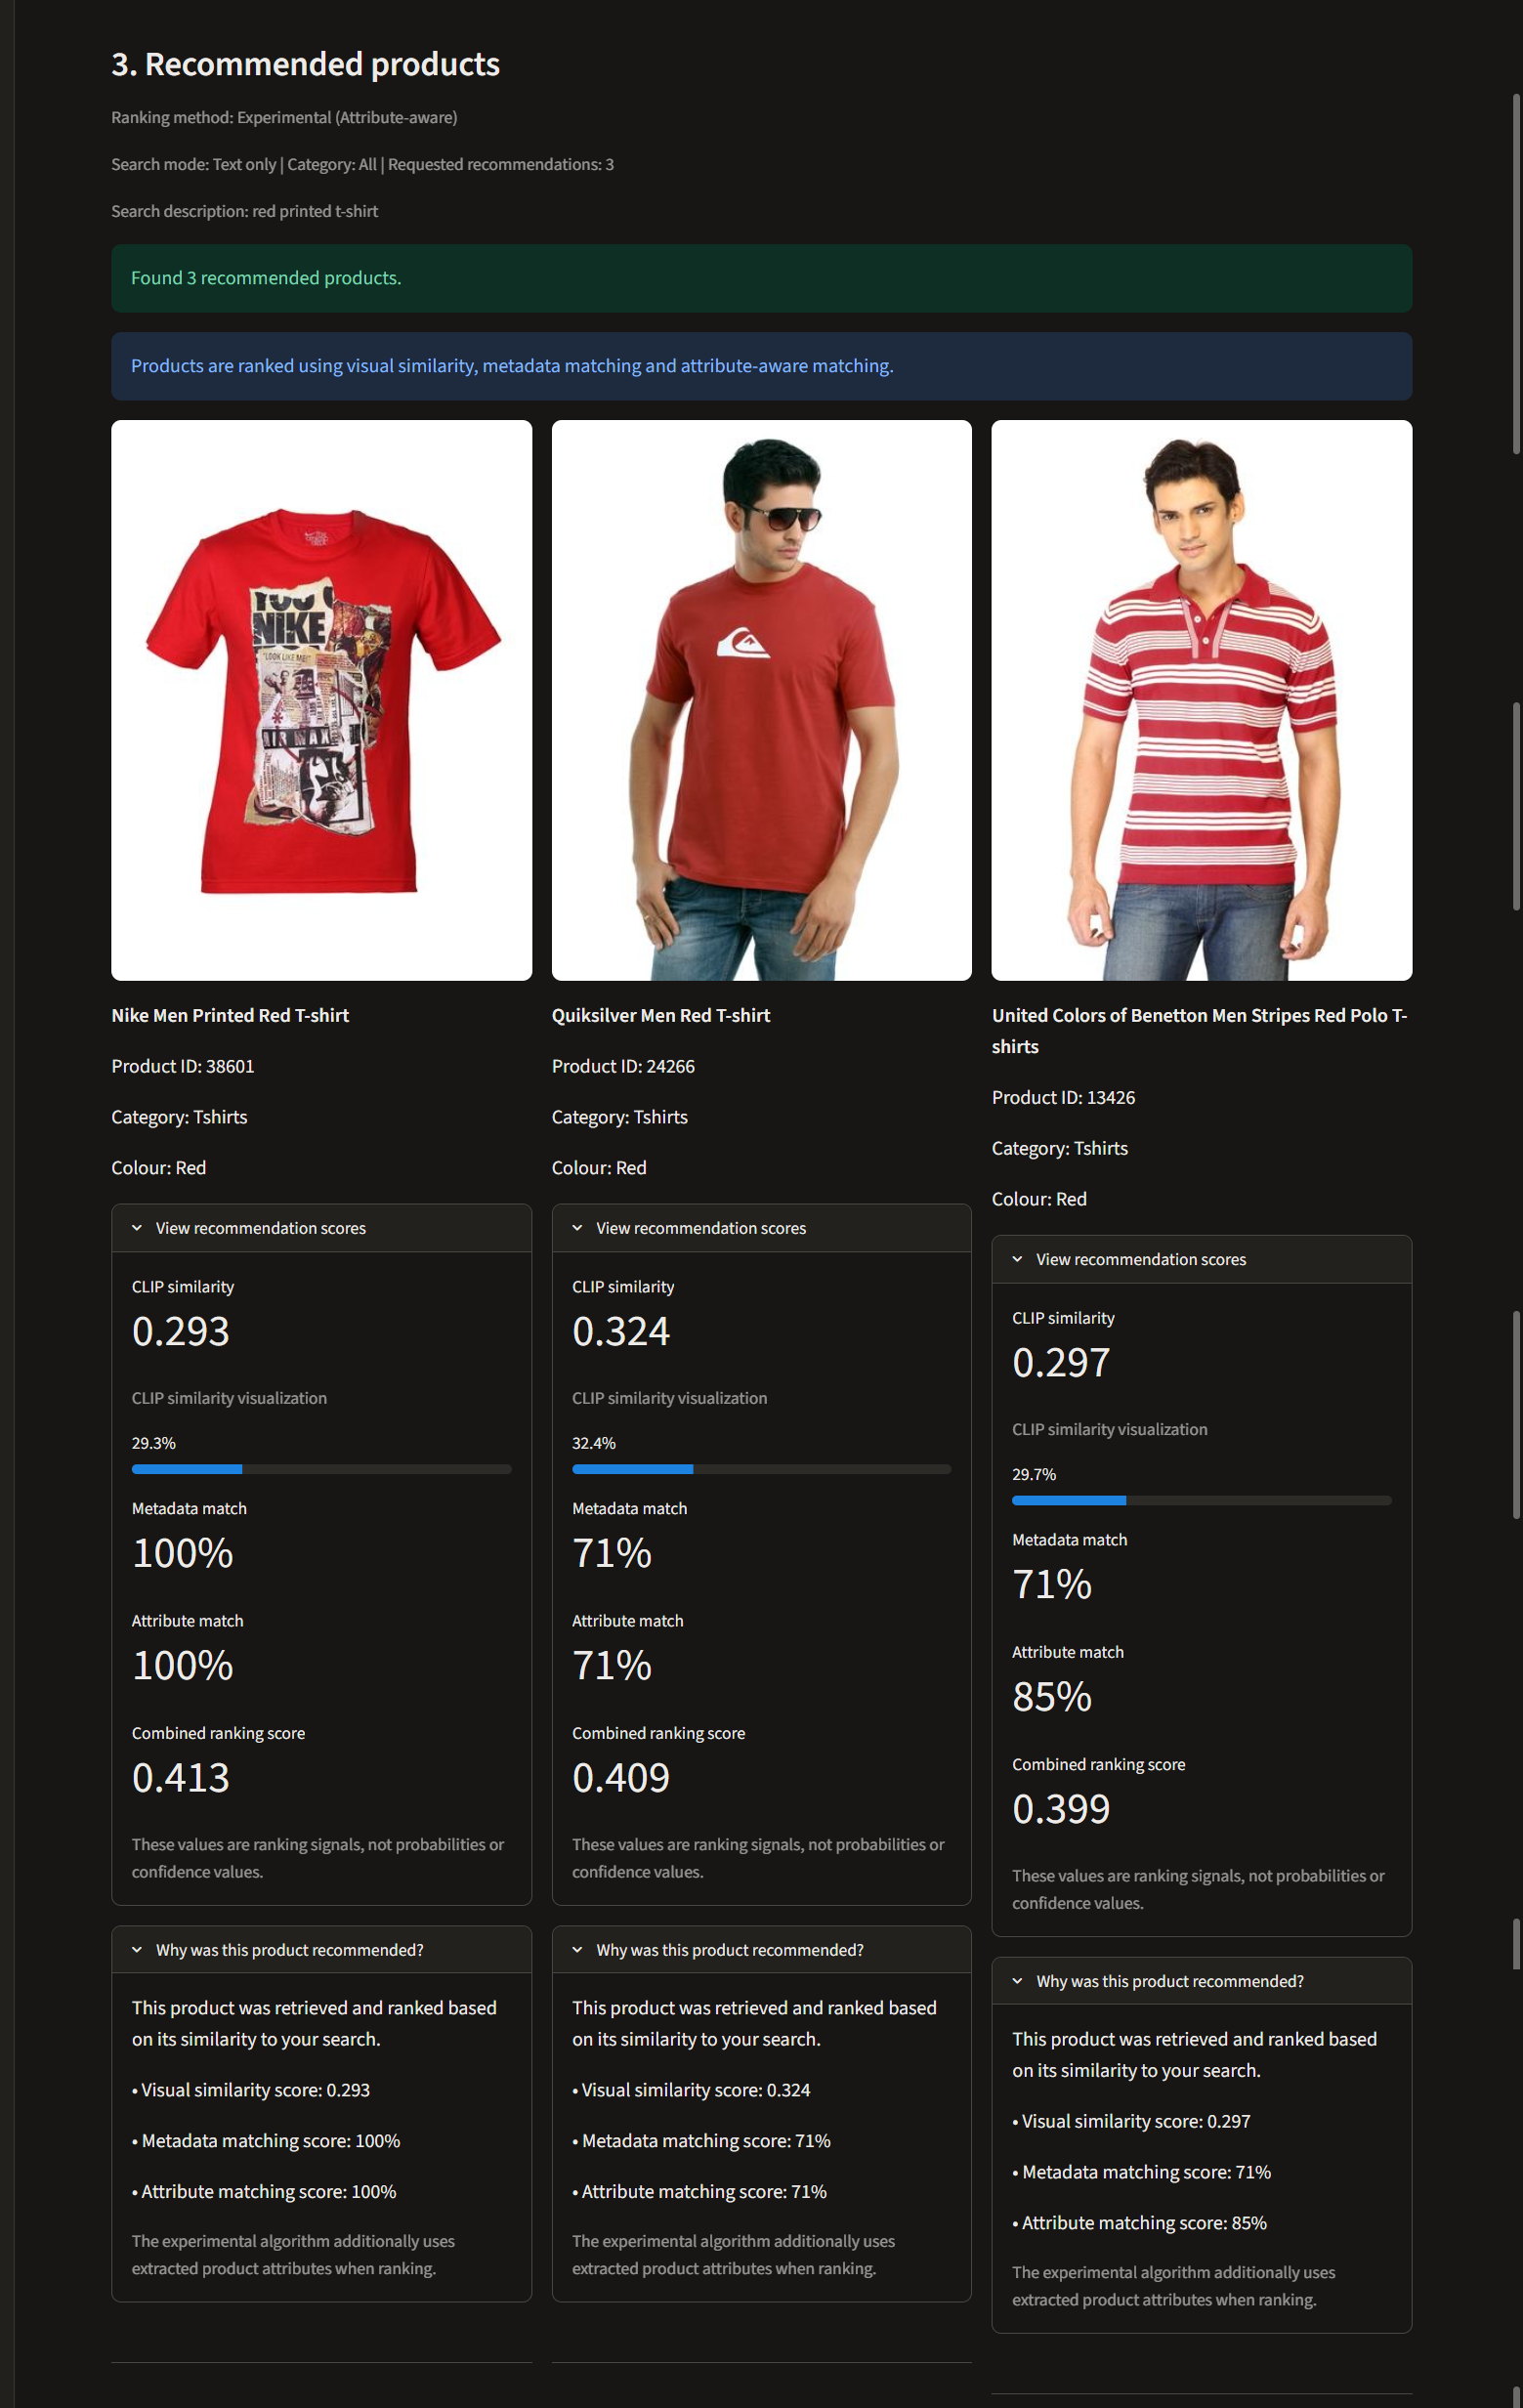 3. Recommended products
Ranking method: Experimental (Attribute-aware)
Search mode: Text only | Category: All | Requested recommendations: 3
Search description: red printed t-shirt
Found 3 recommended products.
Products are ranked using visual similarity, metadata matching and attribute-aware matching.
YOU
NIKE
"LOOK LIKE ME"
AIR MAX
Nike Men Printed Red T-shirt
Product ID: 38601
Category: Tshirts
Colour: Red
View recommendation scores
CLIP similarity
0.293
CLIP similarity visualization
29.3%
Metadata match
100%
Attribute match
100%
Combined ranking score
0.413
These values are ranking signals, not probabilities or
confidence values.
Why was this product recommended?
This product was retrieved and ranked based
on its similarity to your search.
• Visual similarity score: 0.293
• Metadata matching score: 100%
• Attribute matching score: 100%
The experimental algorithm additionally uses
extracted product attributes when ranking.
Quiksilver Men Red T-shirt
Product ID: 24266
Category: Tshirts
Colour: Red
View recommendation scores
CLIP similarity
0.324
CLIP similarity visualization
32.4%
Metadata match
71%
Attribute match
71%
Combined ranking score
0.409
These values are ranking signals, not probabilities or
confidence values.
Why was this product recommended?
This product was retrieved and ranked based
on its similarity to your search.
• Visual similarity score: 0.324
• Metadata matching score: 71%
• Attribute matching score: 71%
The experimental algorithm additionally uses
extracted product attributes when ranking.
United Colors of Benetton Men Stripes Red Polo T-
shirts
Product ID: 13426
Category: Tshirts
Colour: Red
View recommendation scores
CLIP similarity
0.297
CLIP similarity visualization
29.7%
Metadata match
71%
Attribute match
85%
Combined ranking score
0.399
These values are ranking signals, not probabilities or
confidence values.
Why was this product recommended?
This product was retrieved and ranked based
on its similarity to your search.
• Visual similarity score: 0.297
• Metadata matching score: 71%
• Attribute matching score: 85%
The experimental algorithm additionally uses
extracted product attributes when ranking.